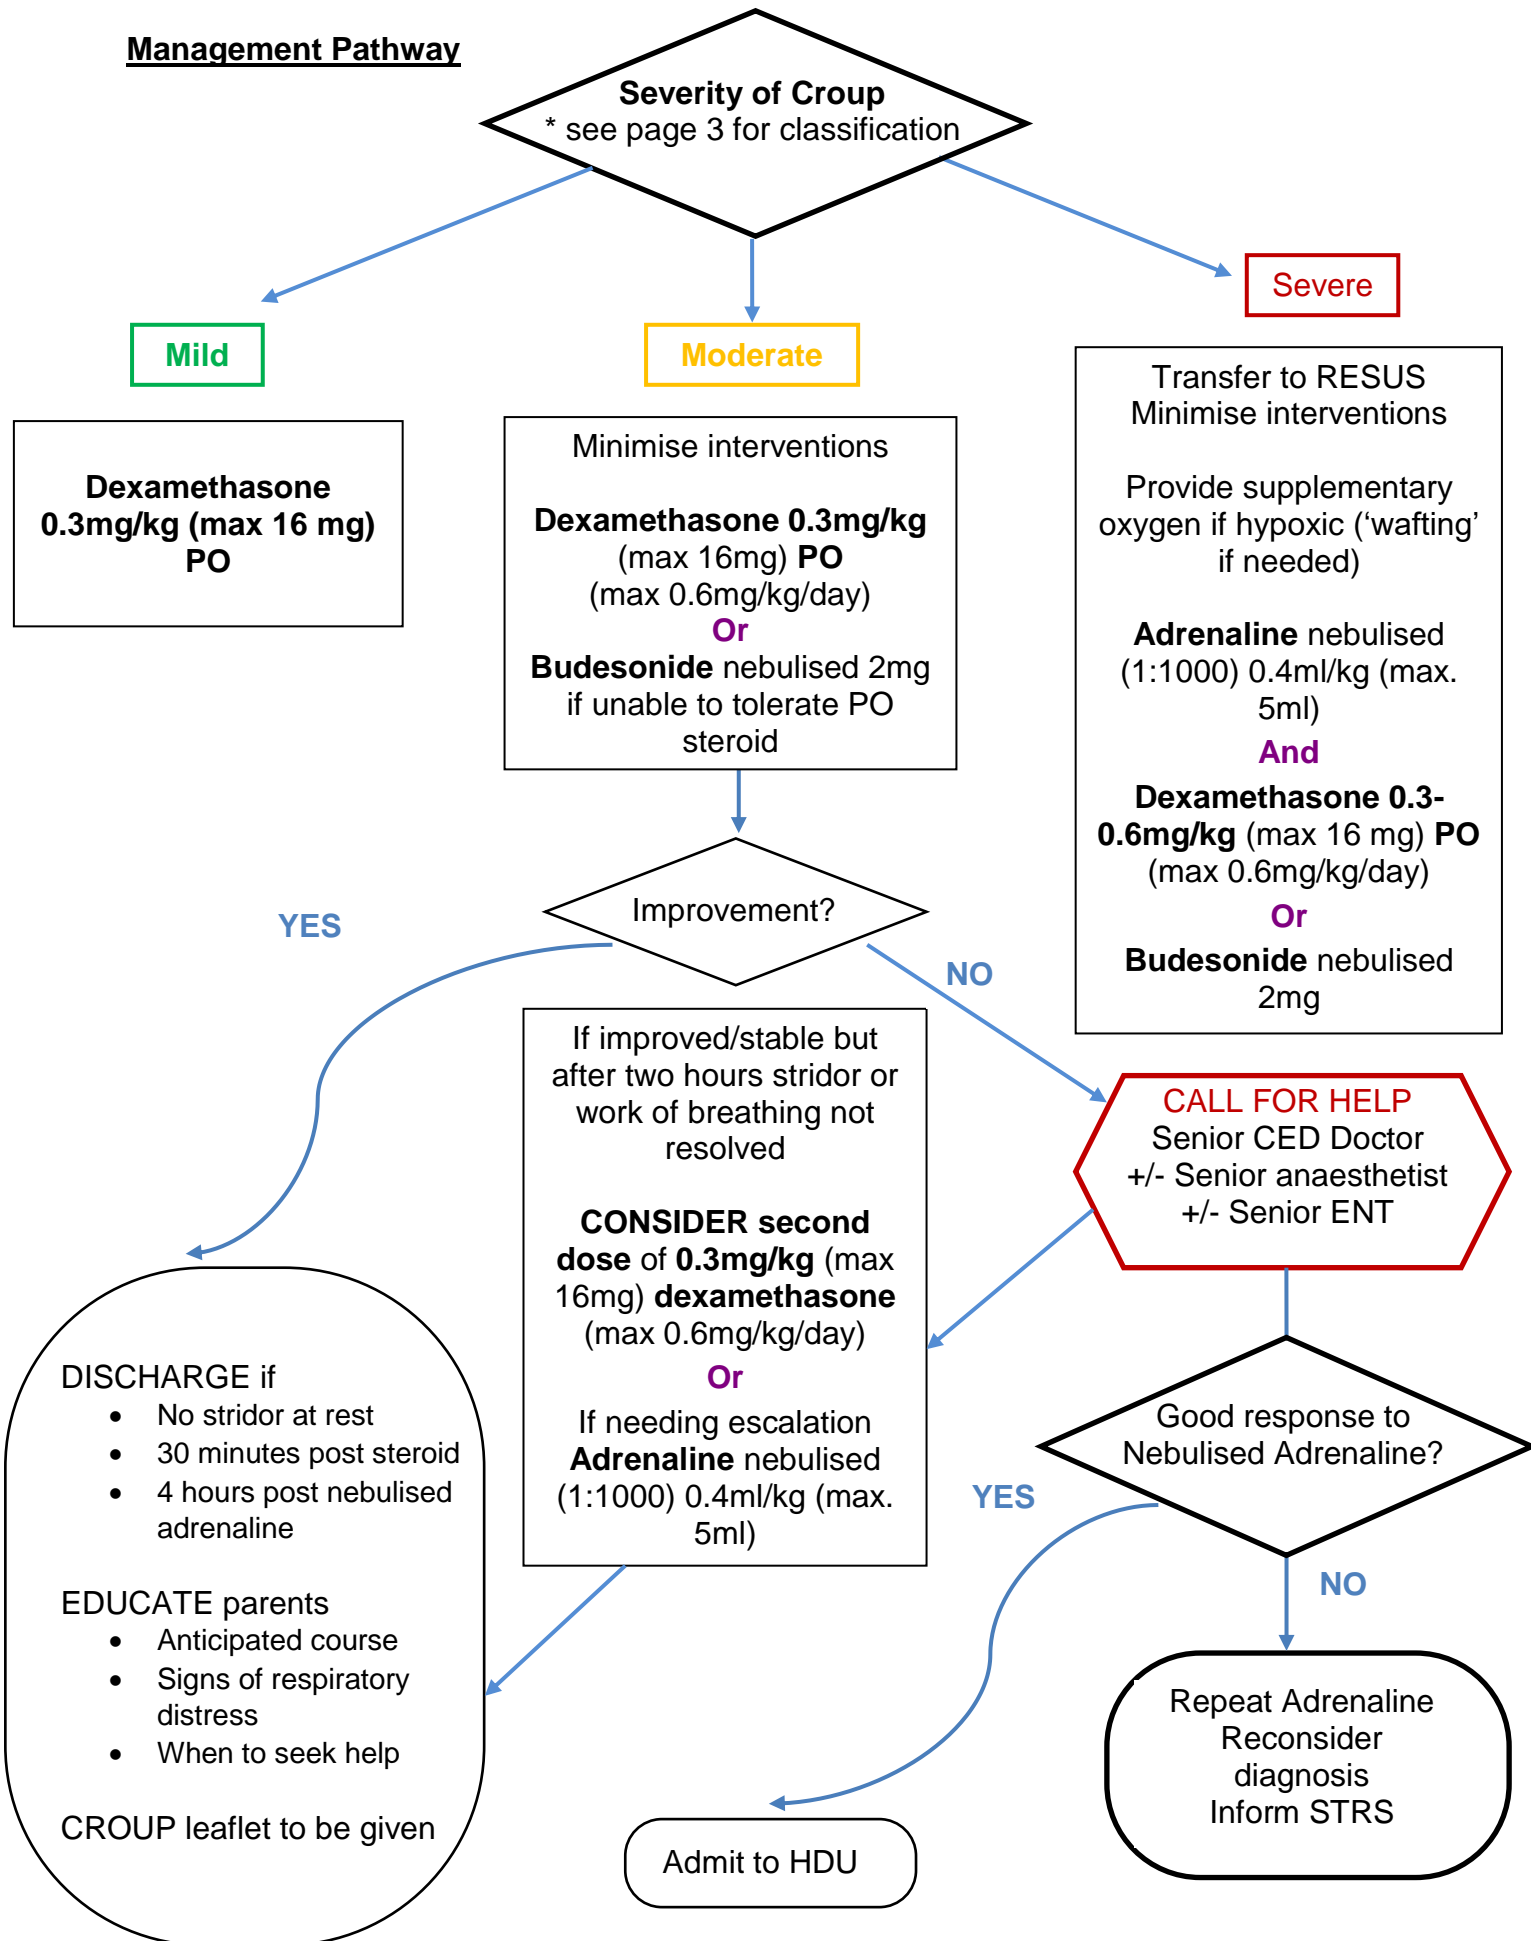 Management Pathway
Severity of Croup
* see page 3 for classification
Mild
Dexamethasone
0.3mg/kg (max 16 mg)
PO
Moderate
Minimise interventions
Dexamethasone 0.3mg/kg
(max 16mg) PO
(max 0.6mg/kg/day)
Or
Budesonide nebulised 2mg
if unable to tolerate PO
steroid
Severe
Transfer to RESUS
Minimise interventions
Provide supplementary
oxygen if hypoxic (‘wafting’
if needed)
Adrenaline nebulised
(1:1000) 0.4ml/kg (max.
5ml)
And
Dexamethasone 0.3-
0.6mg/kg (max 16 mg) PO
(max 0.6mg/kg/day)
Or
Budesonide nebulised
2mg
Improvement?
YES
NO
If improved/stable but
after two hours stridor or
work of breathing not
resolved
CONSIDER second
dose of 0.3mg/kg (max
16mg) dexamethasone
(max 0.6mg/kg/day)
Or
If needing escalation
Adrenaline nebulised
(1:1000) 0.4ml/kg (max.
5ml)
CALL FOR HELP
Senior CED Doctor
+/- Senior anaesthetist
+/- Senior ENT
DISCHARGE if
• No stridor at rest
• 30 minutes post steroid
• 4 hours post nebulised
adrenaline
EDUCATE parents
• Anticipated course
• Signs of respiratory
distress
• When to seek help
CROUP leaflet to be given
Good response to
Nebulised Adrenaline?
YES
NO
Admit to HDU
Repeat Adrenaline
Reconsider
diagnosis
Inform STRS